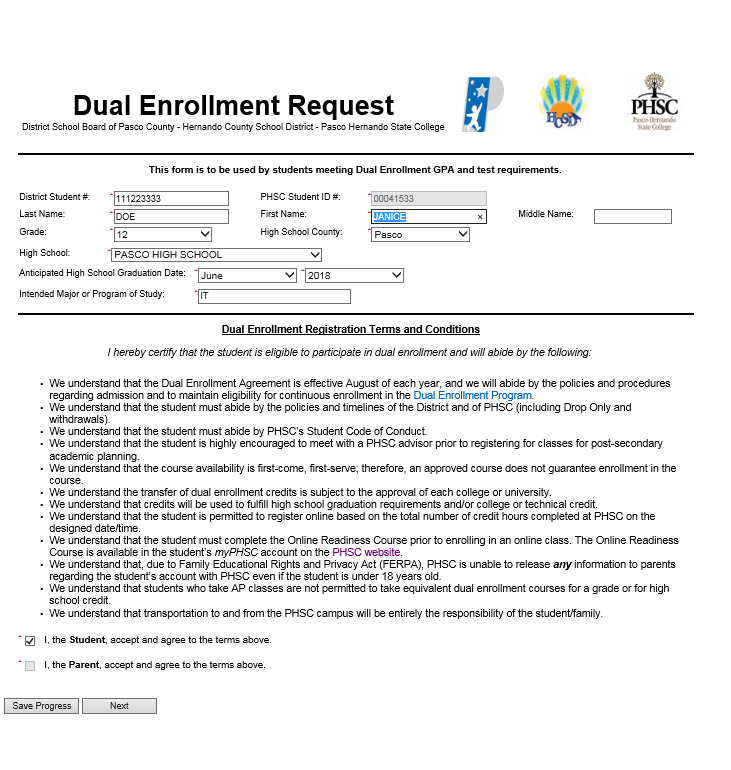 Dual Enrollment Request
District School Board of Pasco County - Hernando County School District - Pasco Hernando State College
HCSD
PHSC
Pasco-Hernando
State College
This form is to be used by students meeting Dual Enrollment GPA and test requirements.
District Student #: * 111223333 PHSC Student ID #: * 00041533
Last Name: * DOE First Name: * JANICE × Middle Name:
Grade: * 12 High School County: * Pasco
High School: * PASCO HIGH SCHOOL
Anticipated High School Graduation Date: * June * 2018
Intended Major or Program of Study: * IT
Dual Enrollment Registration Terms and Conditions
I hereby certify that the student is eligible to participate in dual enrollment and will abide by the following:
• We understand that the Dual Enrollment Agreement is effective August of each year, and we will abide by the policies and procedures
regarding admission and to maintain eligibility for continuous enrollment in the Dual Enrollment Program.
• We understand that the student must abide by the policies and timelines of the District and of PHSC (including Drop Only and
withdrawals).
• We understand that the student must abide by PHSC's Student Code of Conduct.
• We understand that the student is highly encouraged to meet with a PHSC advisor prior to registering for classes for post-secondary
academic planning.
• We understand that the course availability is first-come, first-serve; therefore, an approved course does not guarantee enrollment in the
course.
• We understand the transfer of dual enrollment credits is subject to the approval of each college or university.
• We understand that credits will be used to fulfill high school graduation requirements and/or college or technical credit.
• We understand that the student is permitted to register online based on the total number of credit hours completed at PHSC on the
designed date/time.
• We understand that the student must complete the Online Readiness Course prior to enrolling in an online class. The Online Readiness
Course is available in the student's myPHSC account on the PHSC website.
• We understand that, due to Family Educational Rights and Privacy Act (FERPA), PHSC is unable to release any information to parents
regarding the student's account with PHSC even if the student is under 18 years old.
• We understand that students who take AP classes are not permitted to take equivalent dual enrollment courses for a grade or for high
school credit.
• We understand that transportation to and from the PHSC campus will be entirely the responsibility of the student/family.
* I, the Student, accept and agree to the terms above.
* I, the Parent, accept and agree to the terms above.
Save Progress Next